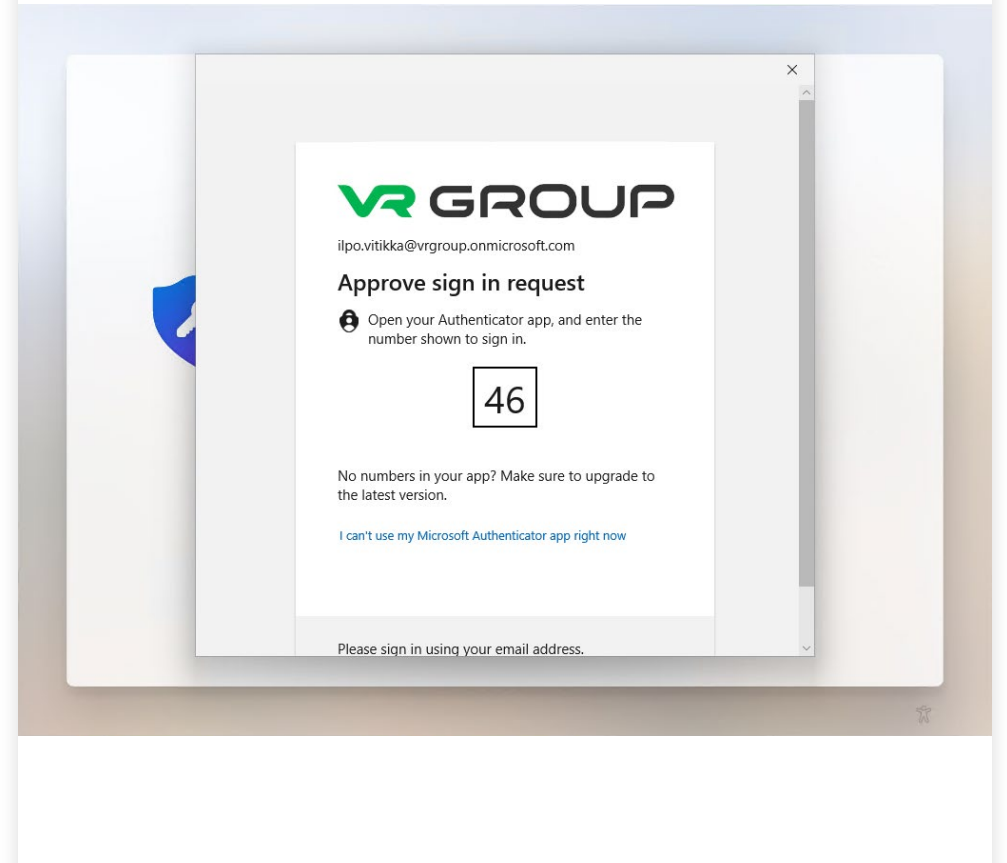 VR GROUP
ilpo.vitikka@vrgroup.onmicrosoft.com
Approve sign in request
Open your Authenticator app, and enter the
number shown to sign in.
46
No numbers in your app? Make sure to upgrade to
the latest version.
I can't use my Microsoft Authenticator app right now
Please sign in using your email address.